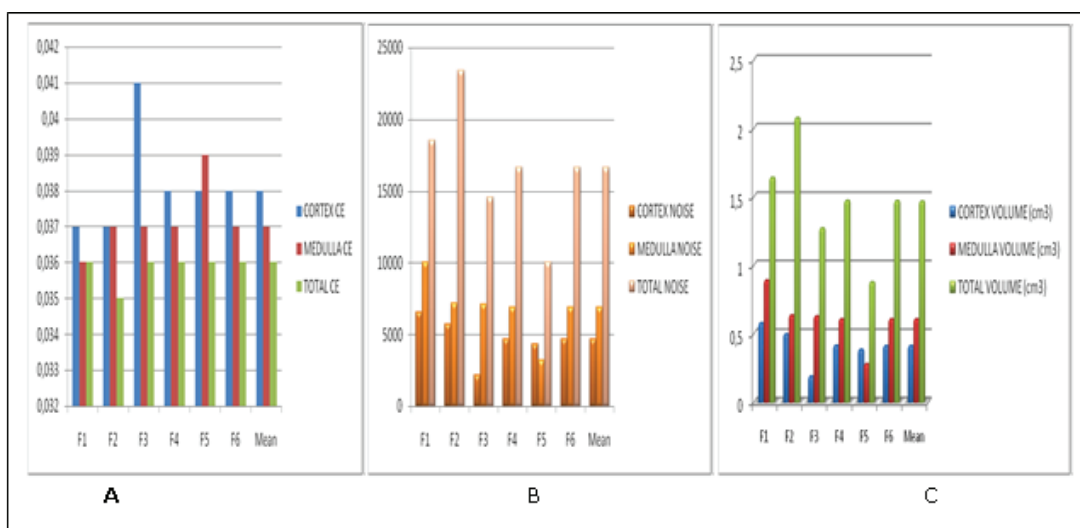 0,042
0,041
0,04
0,039
0,038
0,037
0,036
0,035
0,034
0,033
0,032
F1 F2 F3 F4 F5 F6 Mean
CORTEX CE
MEDULLA CE
TOTAL CE
A
25000
20000
15000
10000
5000
0
F1 F2 F3 F4 F5 F6 Mean
CORTEX NOISE
MEDULLA NOISE
TOTAL NOISE
B
2,5
2
1,5
1
0,5
0
F1 F2 F3 F4 F5 F6 Mean
CORTEX VOLUME (cm3)
MEDULLA VOLUME (cm3)
TOTAL VOLUME (cm3)
C